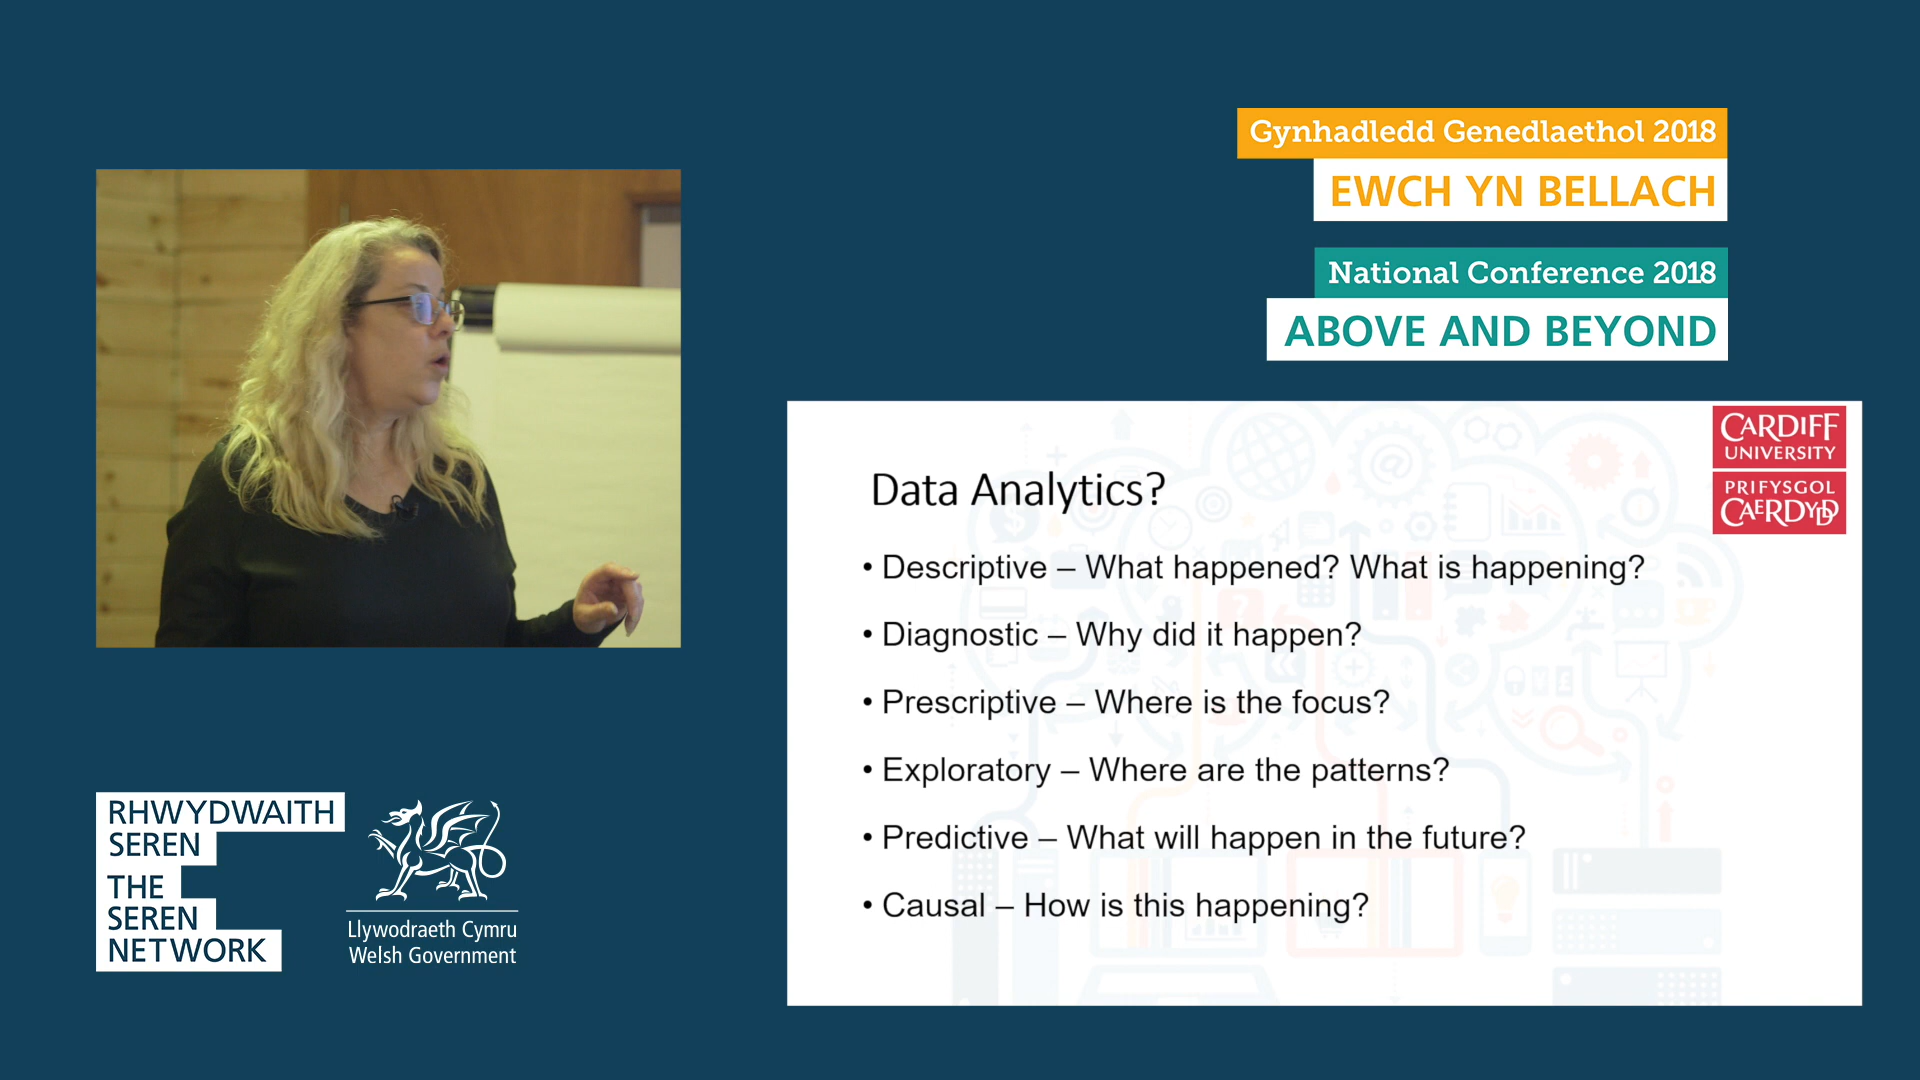 Gynhadledd Genedlaethol 2018
EWCH YN BELLACH
National Conference 2018
ABOVE AND BEYOND
CARDIFF
UNIVERSITY
PRIFYSGOL
CAERDYDD
Data Analytics?
• Descriptive – What happened? What is happening?
• Diagnostic – Why did it happen?
• Prescriptive – Where is the focus?
• Exploratory – Where are the patterns?
• Predictive – What will happen in the future?
• Causal – How is this happening?
RHWYDWAITH
SEREN
THE
SEREN
NETWORK
Llywodraeth Cymru
Welsh Government